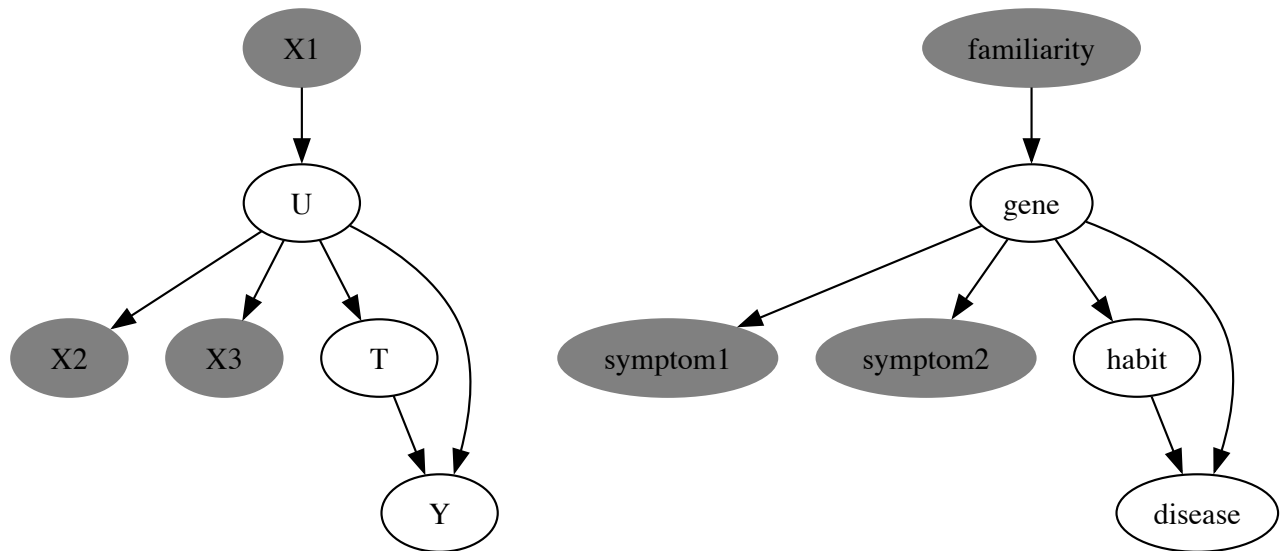 X1
U
X2
X3
T
Y
familiarity
gene
symptom1
symptom2
habit
disease